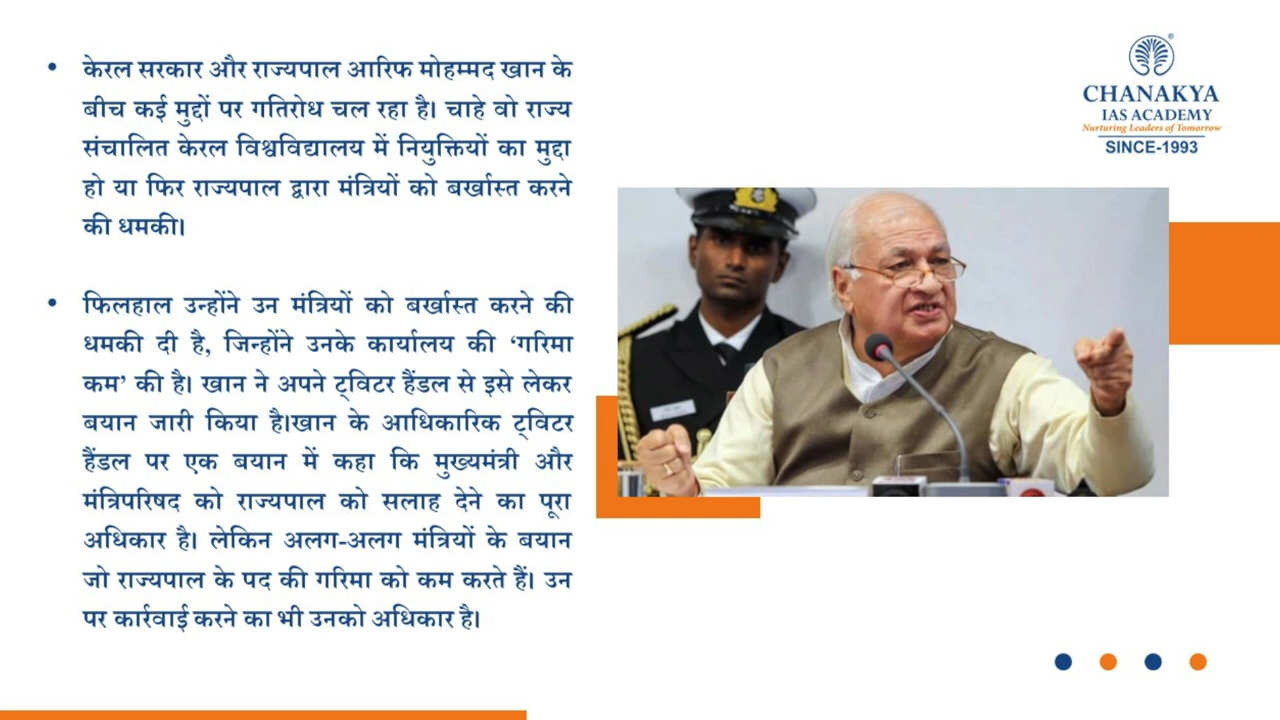 • केरल सरकार और राज्यपाल आरिफ मोहम्मद खान के
बीच कई मुद्दों पर गतिरोध चल रहा है। चाहे वो राज्य
संचालित केरल विश्वविद्यालय में नियुक्तियों का मुद्दा
हो या फिर राज्यपाल द्वारा मंत्रियों को बर्खास्त करने
की धमकी।
• फिलहाल उन्होंने उन मंत्रियों को बर्खास्त करने की
धमकी दी है, जिन्होंने उनके कार्यालय की ‘गरिमा
कम’ की है। खान ने अपने ट्विटर हैंडल से इसे लेकर
बयान जारी किया है।खान के आधिकारिक ट्विटर
हैंडल पर एक बयान में कहा कि मुख्यमंत्री और
मंत्रिपरिषद को राज्यपाल को सलाह देने का पूरा
अधिकार है। लेकिन अलग-अलग मंत्रियों के बयान
जो राज्यपाल के पद की गरिमा को कम करते हैं। उन
पर कार्रवाई करने का भी उनको अधिकार है।
®
CHANAKYA
IAS ACADEMY
Nurturing Leaders of Tomorrow
SINCE-1993